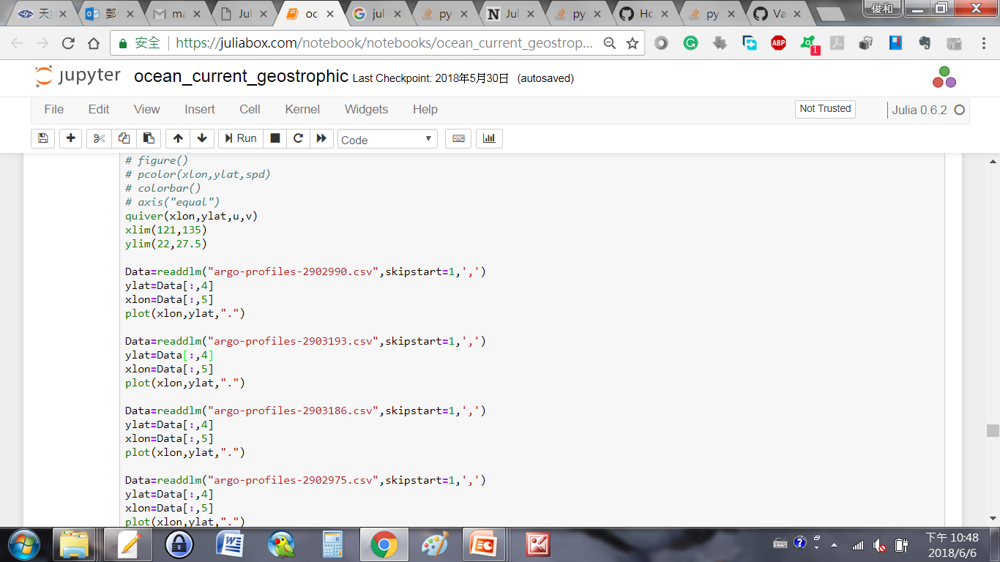 天
郵
ma
Jul
oc
jul
py
Jul
py
Ho
py
Va
俊和
安全
https://juliabox.com/notebook/notebooks/ocean_current_geostrop...
ABP
1
jupyter ocean_current_geostrophic Last Checkpoint: 2018年5月30日 (autosaved)
File Edit View Insert Cell Kernel Widgets Help
Not Trusted
Julia 0.6.2
Run
Code
# figure()
# pcolor(xlon,ylat,spd)
# colorbar()
# axis("equal")
quiver(xlon,ylat,u,v)
xlim(121,135)
ylim(22,27.5)
Data=readdlm("argo-profiles-2902990.csv",skipstart=1,',')
ylat=Data[:,4]
xlon=Data[:,5]
plot(xlon,ylat,".")
Data=readdlm("argo-profiles-2903193.csv",skipstart=1,',')
ylat=Data[:,4]
xlon=Data[:,5]
plot(xlon,ylat,".")
Data=readdlm("argo-profiles-2903186.csv",skipstart=1,',')
ylat=Data[:,4]
xlon=Data[:,5]
plot(xlon,ylat,".")
Data=readdlm("argo-profiles-2902975.csv",skipstart=1,',')
ylat=Data[:,4]
xlon=Data[:,5]
plot(xlon,ylat,".")
下午 10:48
2018/6/6